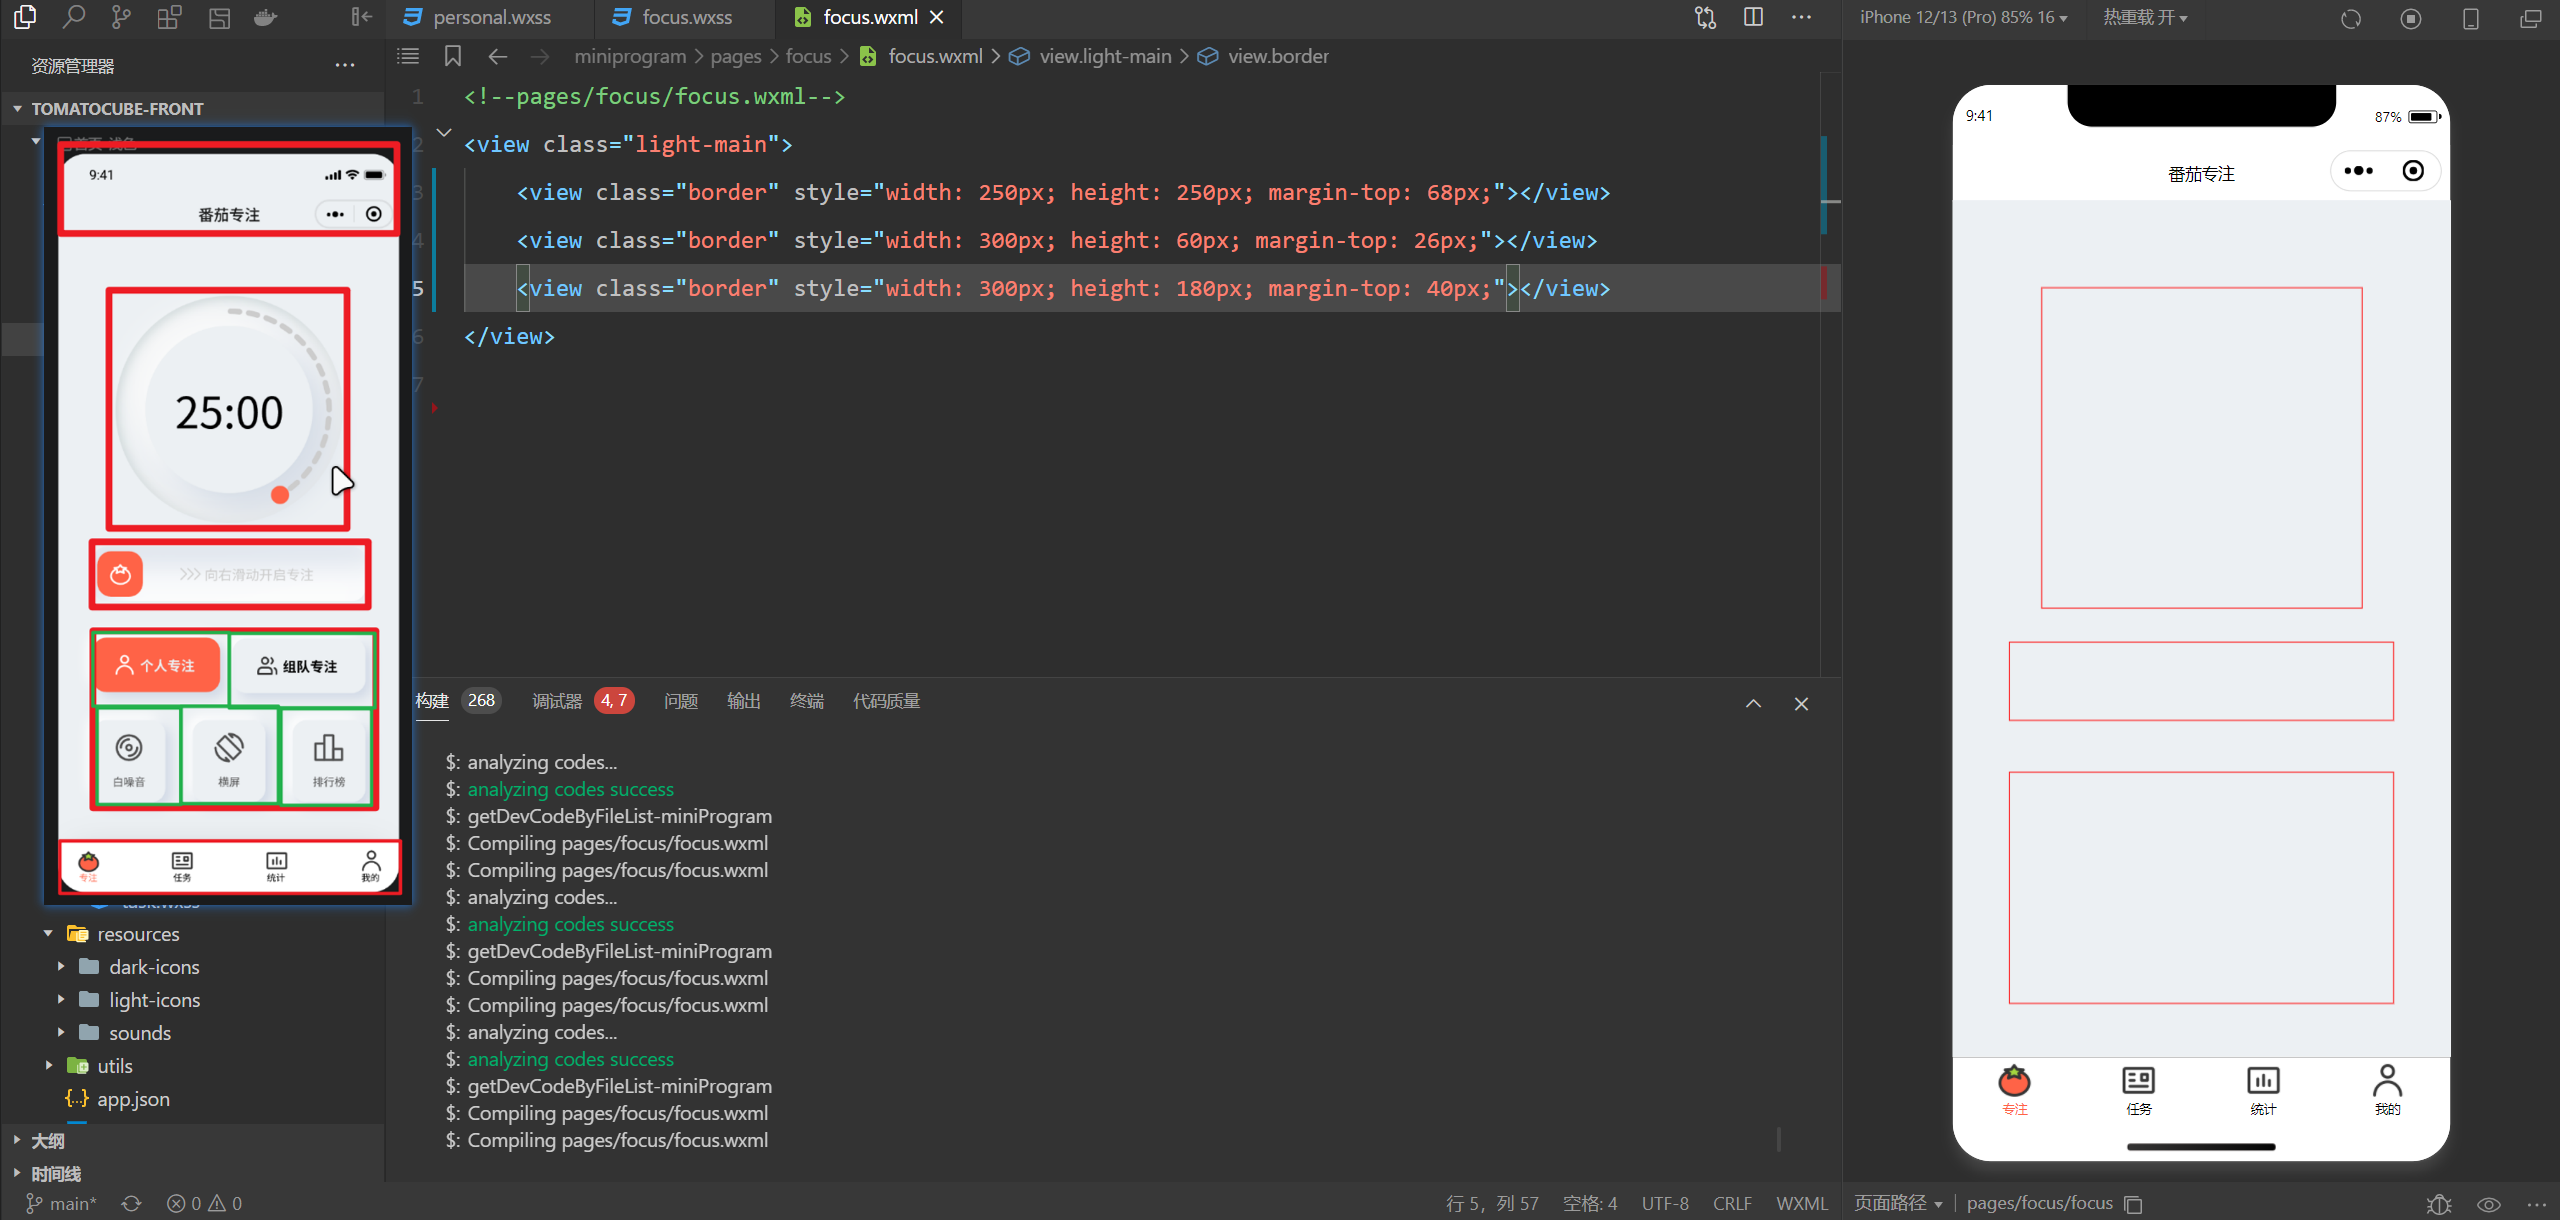 personal.wxss
focus.wxss
focus.wxml
iPhone 12/13 (Pro) 85% 16
热重载 开
资源管理器
miniprogram > pages > focus > focus.wxml > view.light-main > view.border
TOMATOCUBE-FRONT
1 <!--pages/focus/focus.wxml-->
2 <view class="light-main">
3 <view class="border" style="width: 250px; height: 250px; margin-top: 68px;"></view>
4 <view class="border" style="width: 300px; height: 60px; margin-top: 26px;"></view>
5 <view class="border" style="width: 300px; height: 180px; margin-top: 40px;"></view>
6 </view>
7
9:41
番茄专注
25:00
>>> 向右滑动开启专注
个人专注
组队专注
白噪音
横屏
排行榜
专注
任务
统计
我的
task.wxss
resources
dark-icons
light-icons
sounds
utils
{..} app.json
大纲
时间线
构建 268
调试器 4, 7
问题
输出
终端
代码质量
$: analyzing codes...
$: analyzing codes success
$: getDevCodeByFileList-miniProgram
$: Compiling pages/focus/focus.wxml
$: Compiling pages/focus/focus.wxml
$: analyzing codes...
$: analyzing codes success
$: getDevCodeByFileList-miniProgram
$: Compiling pages/focus/focus.wxml
$: Compiling pages/focus/focus.wxml
$: analyzing codes...
$: analyzing codes success
$: getDevCodeByFileList-miniProgram
$: Compiling pages/focus/focus.wxml
$: Compiling pages/focus/focus.wxml
9:41
87%
番茄专注
专注
任务
统计
我的
main*
0
0
行 5, 列 57
空格: 4
UTF-8
CRLF
WXML
页面路径
pages/focus/focus